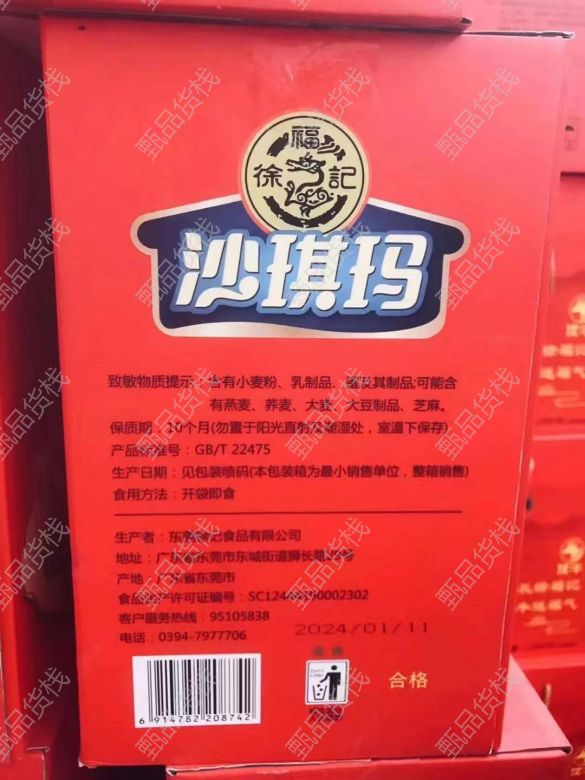 徐福記
沙琪玛
致敏物质提示：含有小麦粉、乳制品、蛋及其制品;可能含
有燕麦、荞麦、大麦、大豆制品、芝麻。
保质期：10个月(勿置于阳光直射及潮湿处，室温下保存)
产品标准号：GB/T 22475
生产日期：见包装喷码(本包装箱为最小销售单位，整箱销售)
食用方法：开袋即食
生产者：东莞徐记食品有限公司
地址：广东省东莞市东城街道狮长
产地：广东省东莞市
食品生产许可证编号：
客户服务热线：95105838
电话：0394-7977706
2024/01/11
合格
6 914782 208742
甄品货栈